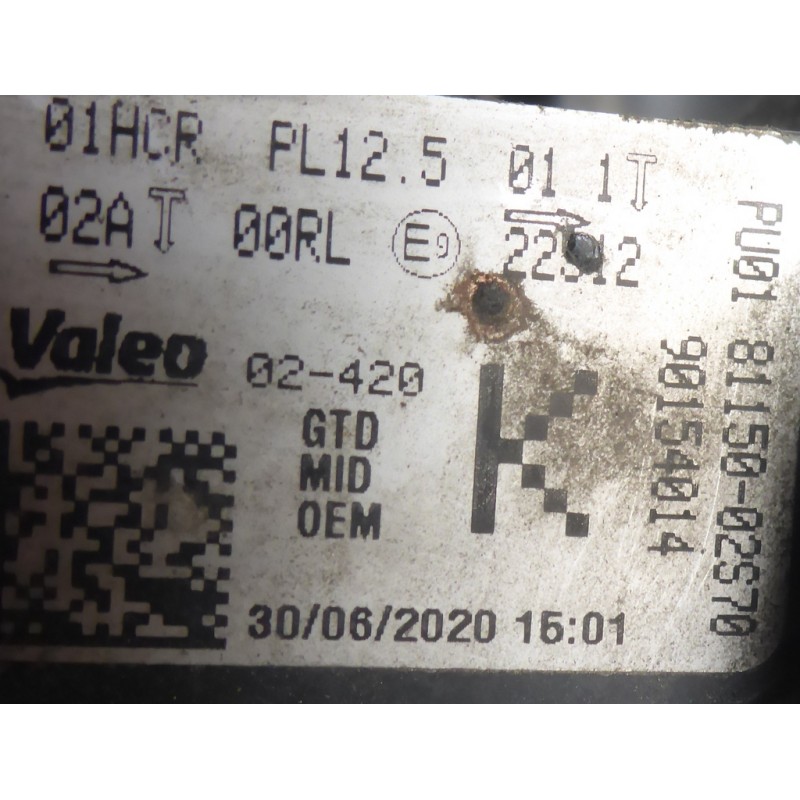 01HCR PL12.5 01 1T
02A T 00RL E9
Valeo 02-420
GTD
MID
OEM
K
30/06/2020 15:01
PU01 81150-02S70
90154014